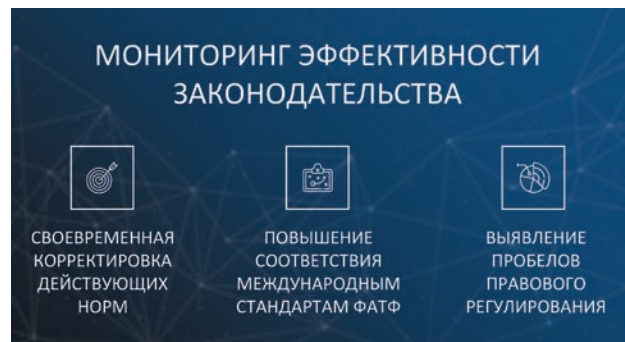 МОНИТОРИНГ ЭФФЕКТИВНОСТИ
ЗАКОНОДАТЕЛЬСТВА
СВОЕВРЕМЕННАЯ
КОРРЕКТИРОВКА
ДЕЙСТВУЮЩИХ
НОРМ
ПОВЫШЕНИЕ
СООТВЕТСТВИЯ
МЕЖДУНАРОДНЫМ
СТАНДАРТАМ ФАТФ
ВЫЯВЛЕНИЕ
ПРОБЕЛОВ
ПРАВОВОГО
РЕГУЛИРОВАНИЯ